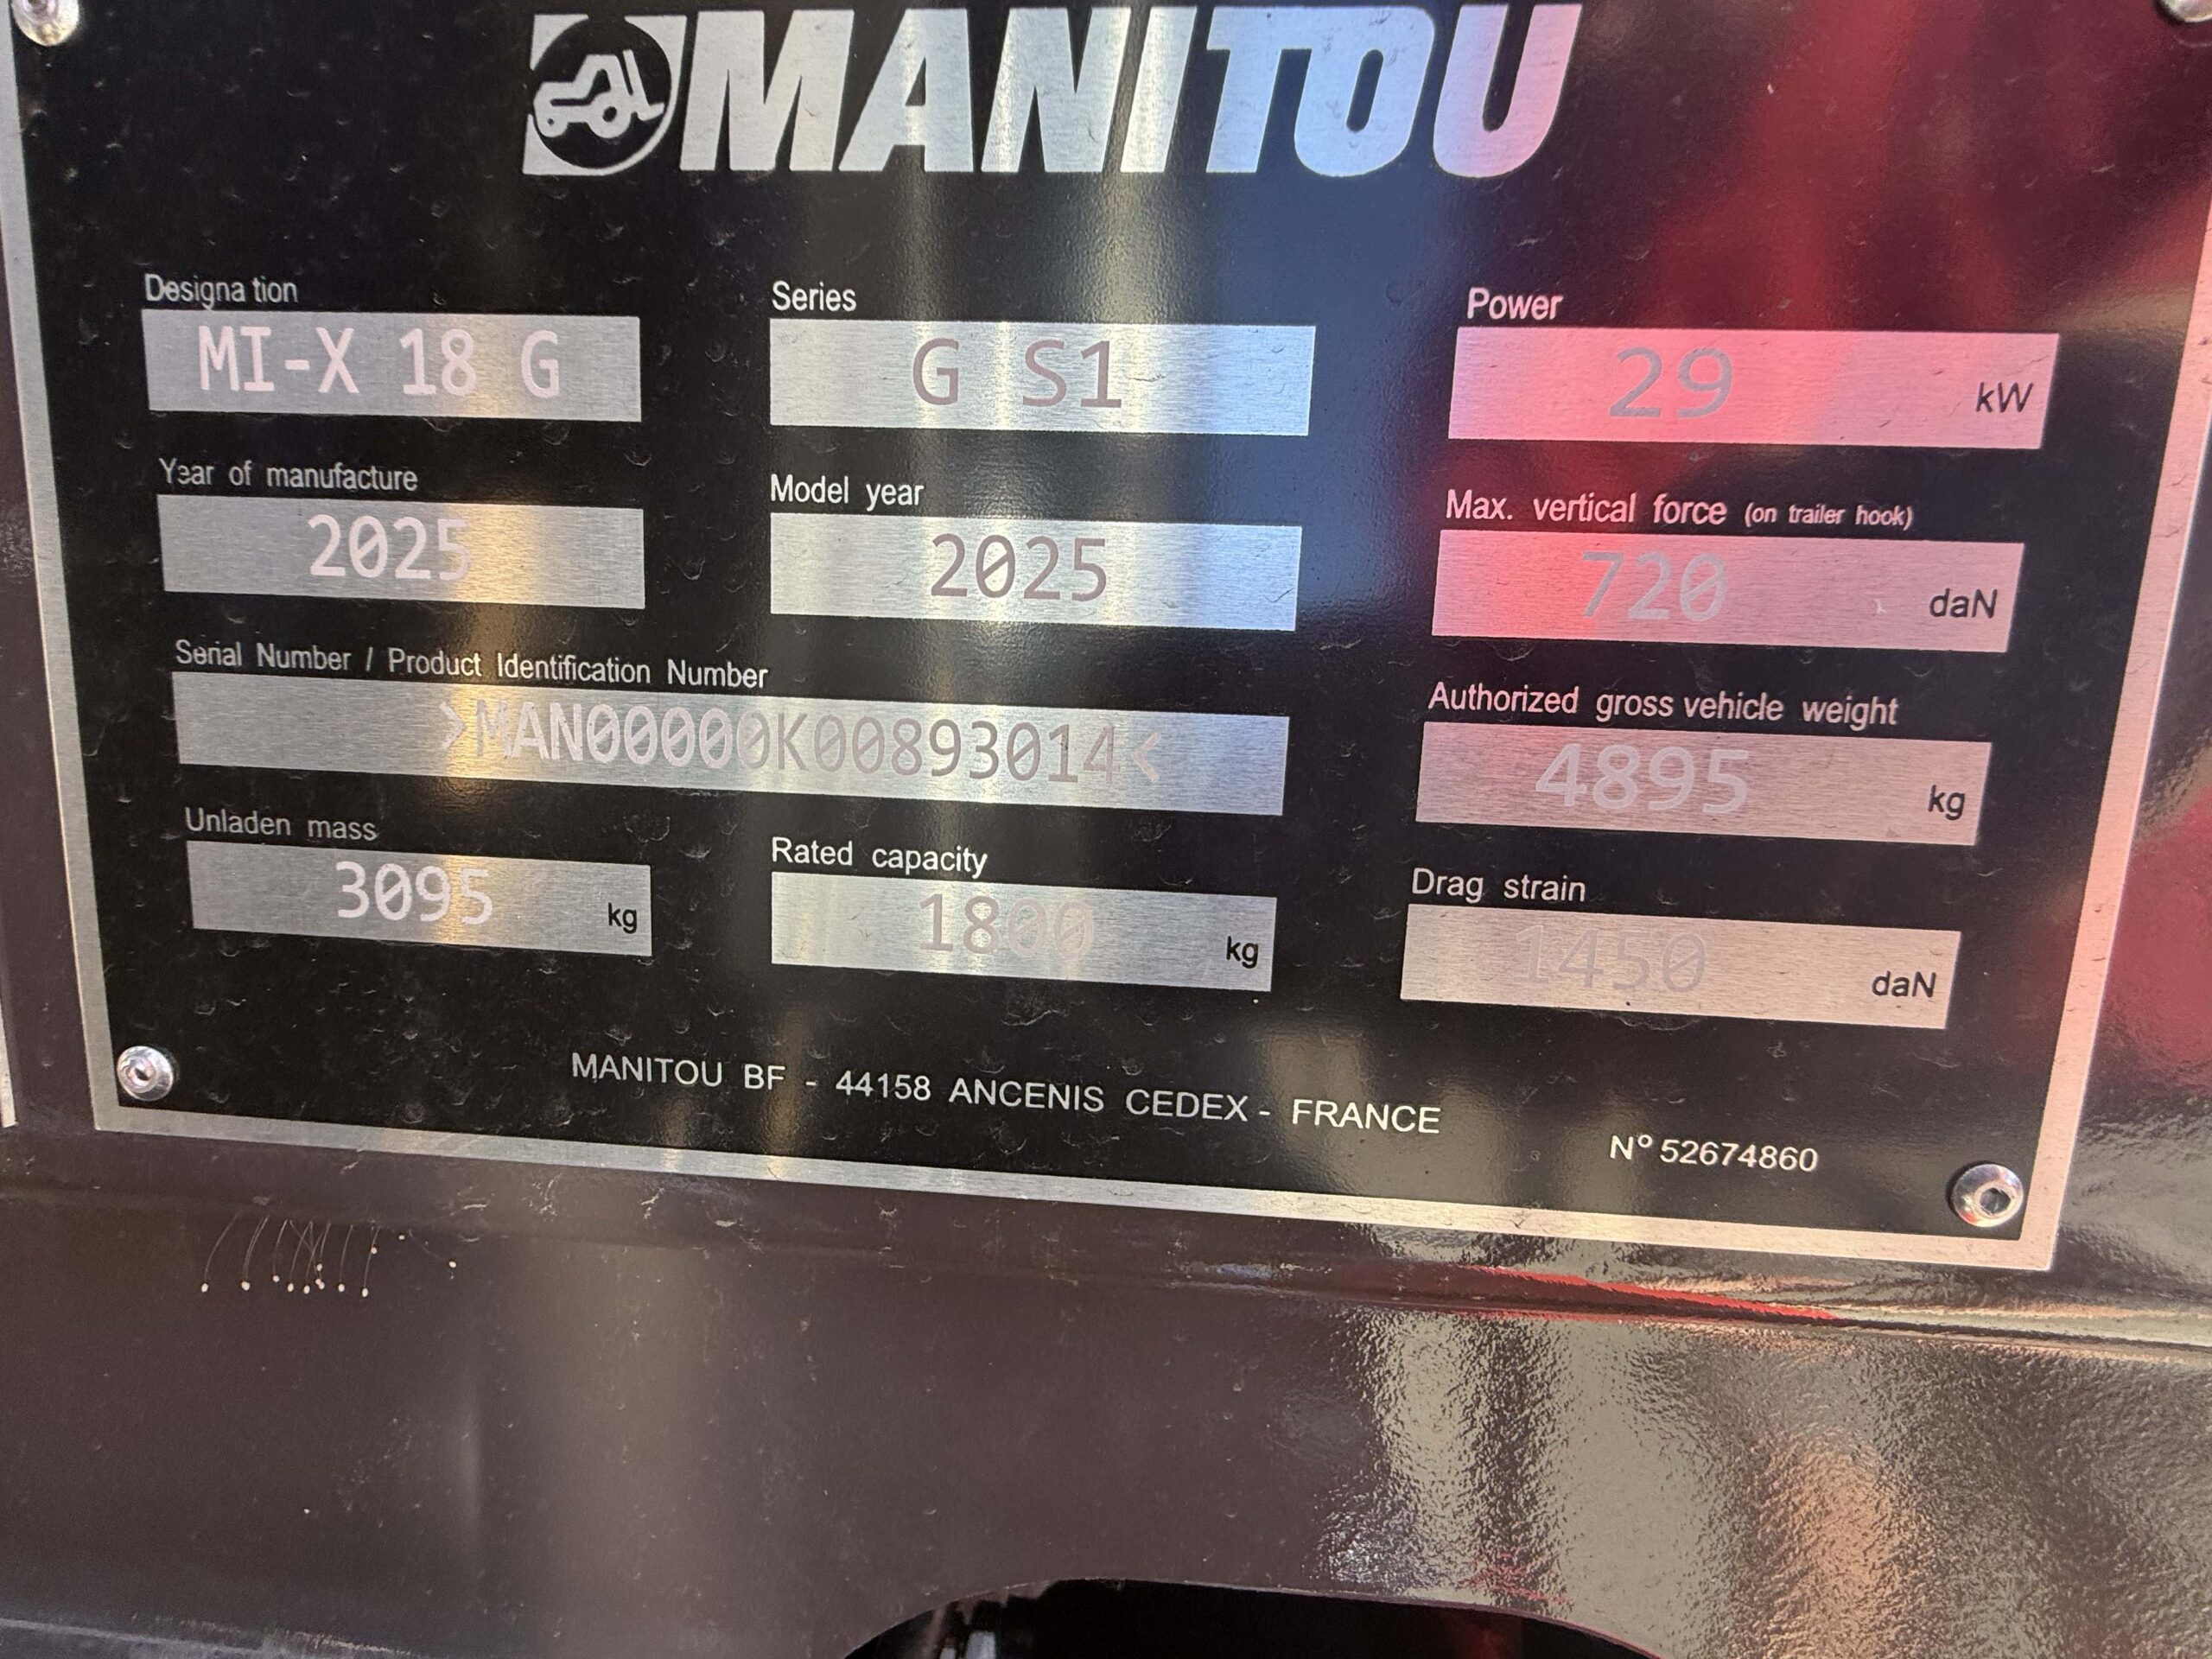 MANITOU
Designation Series Power
MI-X 18 G G S1 29 kW
Year of manufacture Model year Max. vertical force (on trailer hook)
2025 2025 720 daN
Serial Number / Product Identification Number Authorized gross vehicle weight
>MAN00000K00893014< 4895 kg
Unladen mass Rated capacity Drag strain
3095 kg 1800 kg 1450 daN
MANITOU BF - 44158 ANCENIS CEDEX - FRANCE
N° 52674860